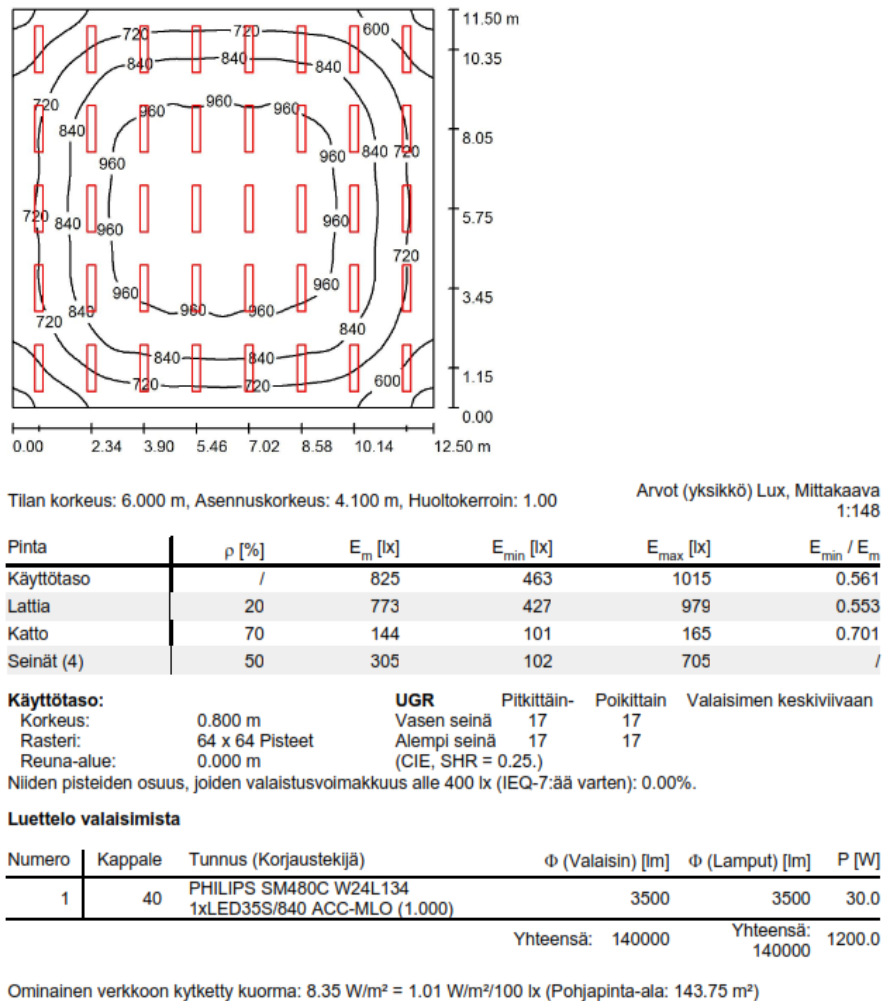 11.50 m
720 720 600
10.35
840 840 840
720 960 960 960 960
840 960 960 840 720
8.05
720 840 960 960
5.75
720
960 960 960 960
3.45
720 840 840
840 840
720 720 600
1.15
0.00
0.00 2.34 3.90 5.46 7.02 8.58 10.14 12.50 m
Tilan korkeus: 6.000 m, Asennuskorkeus: 4.100 m, Huoltokerroin: 1.00
Arvot (yksikkö) Lux, Mittakaava
1:148
Pinta ρ [%] Em [lx] Emin [lx] Emax [lx] Emin / Em
Käyttötaso / 825 463 1015 0.561
Lattia 20 773 427 979 0.553
Katto 70 144 101 165 0.701
Seinät (4) 50 305 102 705 /
Käyttötaso: UGR Pitkittäin- Poikittain Valaisimen keskiviivaan
Korkeus: 0.800 m Vasen seinä 17 17
Rasteri: 64 x 64 Pisteet Alempi seinä 17 17
Reuna-alue: 0.000 m (CIE, SHR = 0.25.)
Niiden pisteiden osuus, joiden valaistusvoimakkuus alle 400 lx (IEQ-7:ää varten): 0.00%.
Luettelo valaisimista
Numero Kappale Tunnus (Korjaustekijä) Φ (Valaisin) [lm] Φ (Lamput) [lm] P [W]
1 40 PHILIPS SM480C W24L134
1xLED35S/840 ACC-MLO (1.000) 3500 3500 30.0
Yhteensä: 140000 Yhteensä: 140000 1200.0
Ominainen verkkoon kytketty kuorma: 8.35 W/m² = 1.01 W/m²/100 lx (Pohjapinta-ala: 143.75 m²)